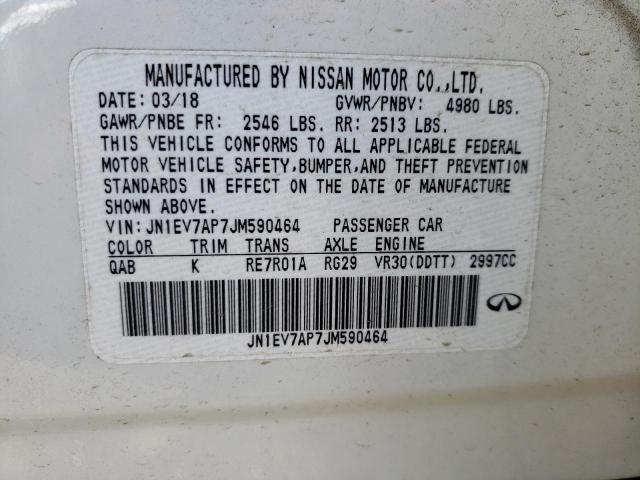 MANUFACTURED BY NISSAN MOTOR CO.,LTD.
DATE: 03/18 GVWR/PNBV: 4980 LBS.
GAWR/PNBE FR: 2546 LBS. RR: 2513 LBS.
THIS VEHICLE CONFORMS TO ALL APPLICABLE FEDERAL
MOTOR VEHICLE SAFETY,BUMPER,AND THEFT PREVENTION
STANDARDS IN EFFECT ON THE DATE OF MANUFACTURE
SHOWN ABOVE.
VIN: JN1EV7AP7JM590464 PASSENGER CAR
COLOR TRIM TRANS AXLE ENGINE
QAB K RE7R01A RG29 VR30(DDTT) 2997CC
JN1EV7AP7JM590464